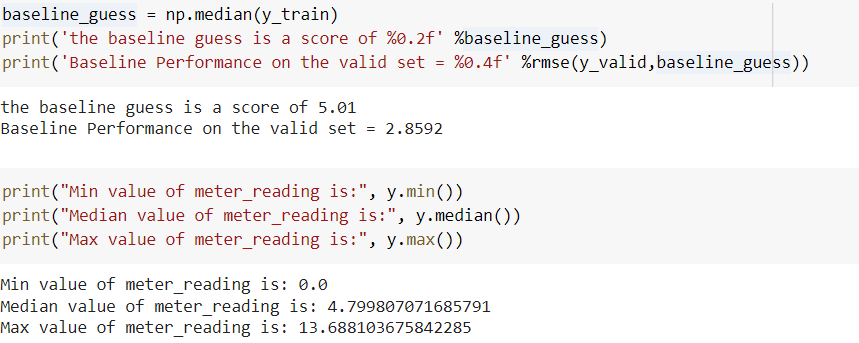 baseline_guess = np.median(y_train)
print('the baseline guess is a score of %0.2f' %baseline_guess)
print('Baseline Performance on the valid set = %0.4f' %rmse(y_valid,baseline_guess))
the baseline guess is a score of 5.01
Baseline Performance on the valid set = 2.8592
print("Min value of meter_reading is:", y.min())
print("Median value of meter_reading is:", y.median())
print("Max value of meter_reading is:", y.max())
Min value of meter_reading is: 0.0
Median value of meter_reading is: 4.799807071685791
Max value of meter_reading is: 13.688103675842285